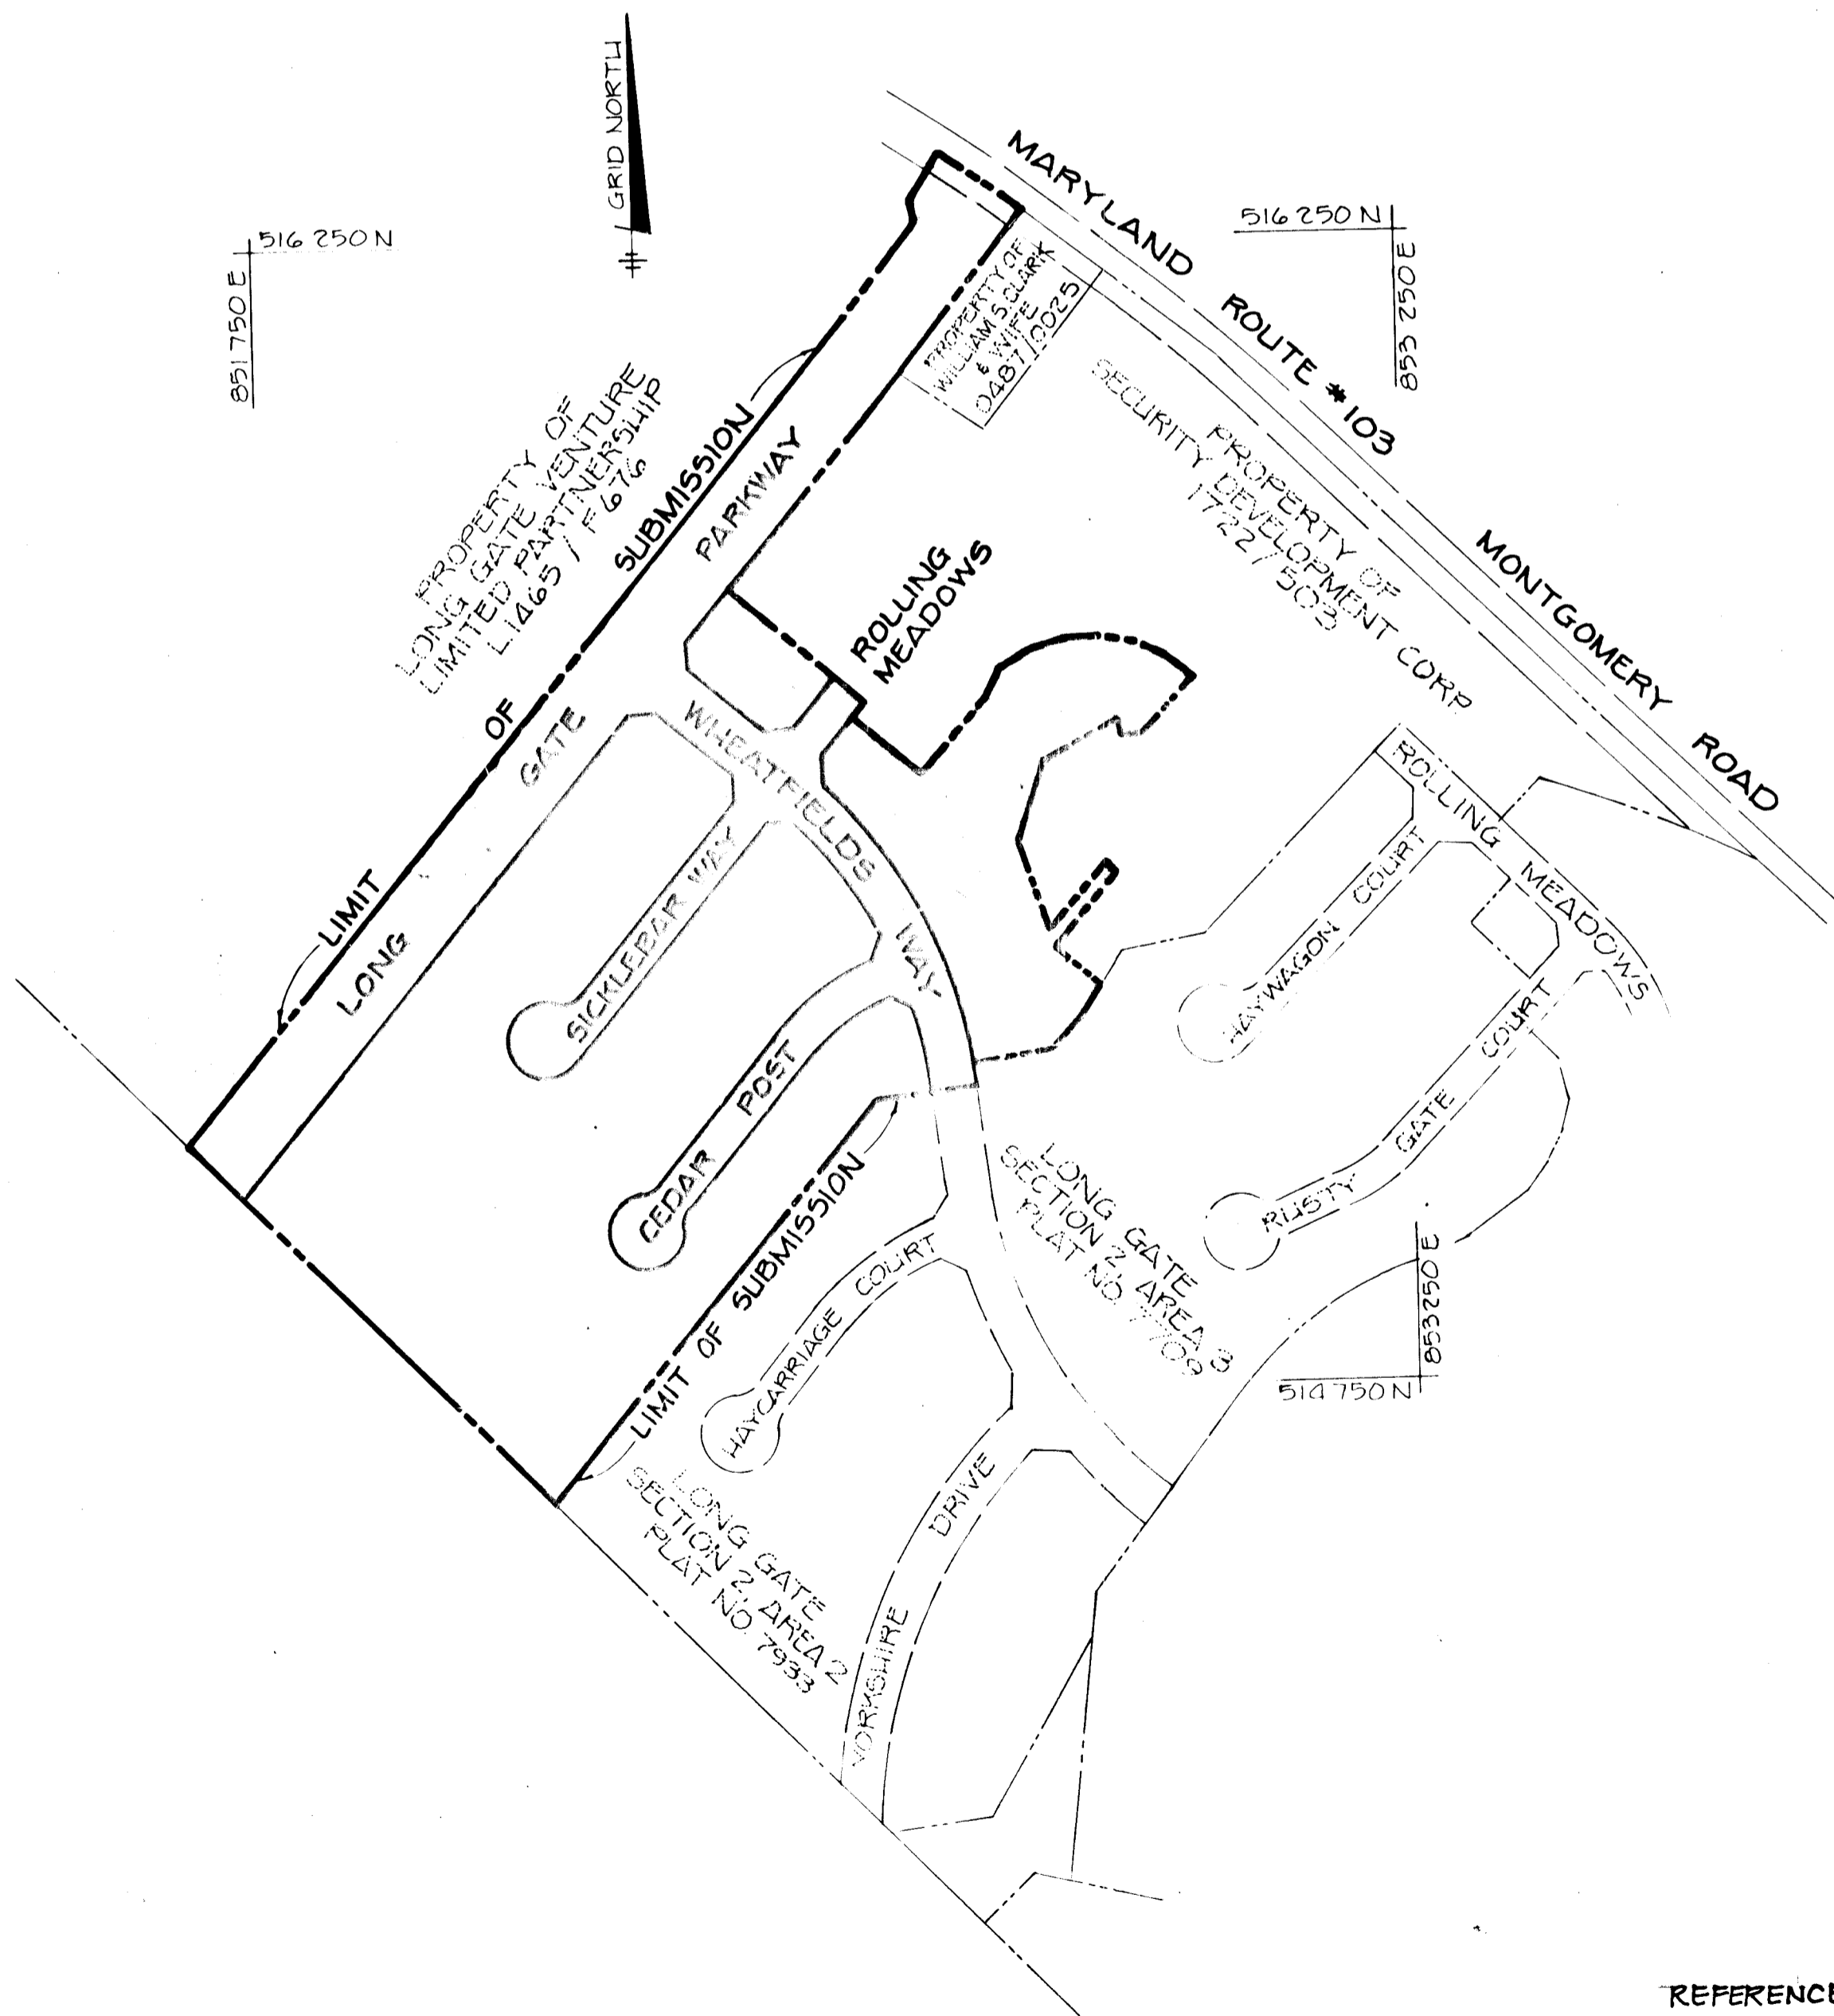 GRID NORTH
516 250 N
851 750 E
516 250 N
853 250 E
MARYLAND ROUTE #103
MONTGOMERY ROAD
PROPERTY OF
WILLIAM S. CLARK
& WIFE
0487/0025
PROPERTY OF
SECURITY DEVELOPMENT CORP
1722/503
PROPERTY OF
LONG GATE VENTURE
LIMITED PARTNERSHIP
L1465 / F 676
LIMIT OF SUBMISSION
LONG GATE PARKWAY
ROLLING
MEADOWS
WHEATFIELDS WAY
SICKLEBAR WAY
CEDAR POST
ROLLING MEADOWS
HAYWAGON COURT
RUSTY GATE COURT
LIMIT OF SUBMISSION
HAYCARRIAGE COURT
LONG GATE
SECTION 2, AREA 3
PLAT NO. 7709
853250 E
514 750 N
LONG GATE
SECTION 2, AREA 2
PLAT NO. 7933
YORKSHIRE DRIVE
REFERENCE